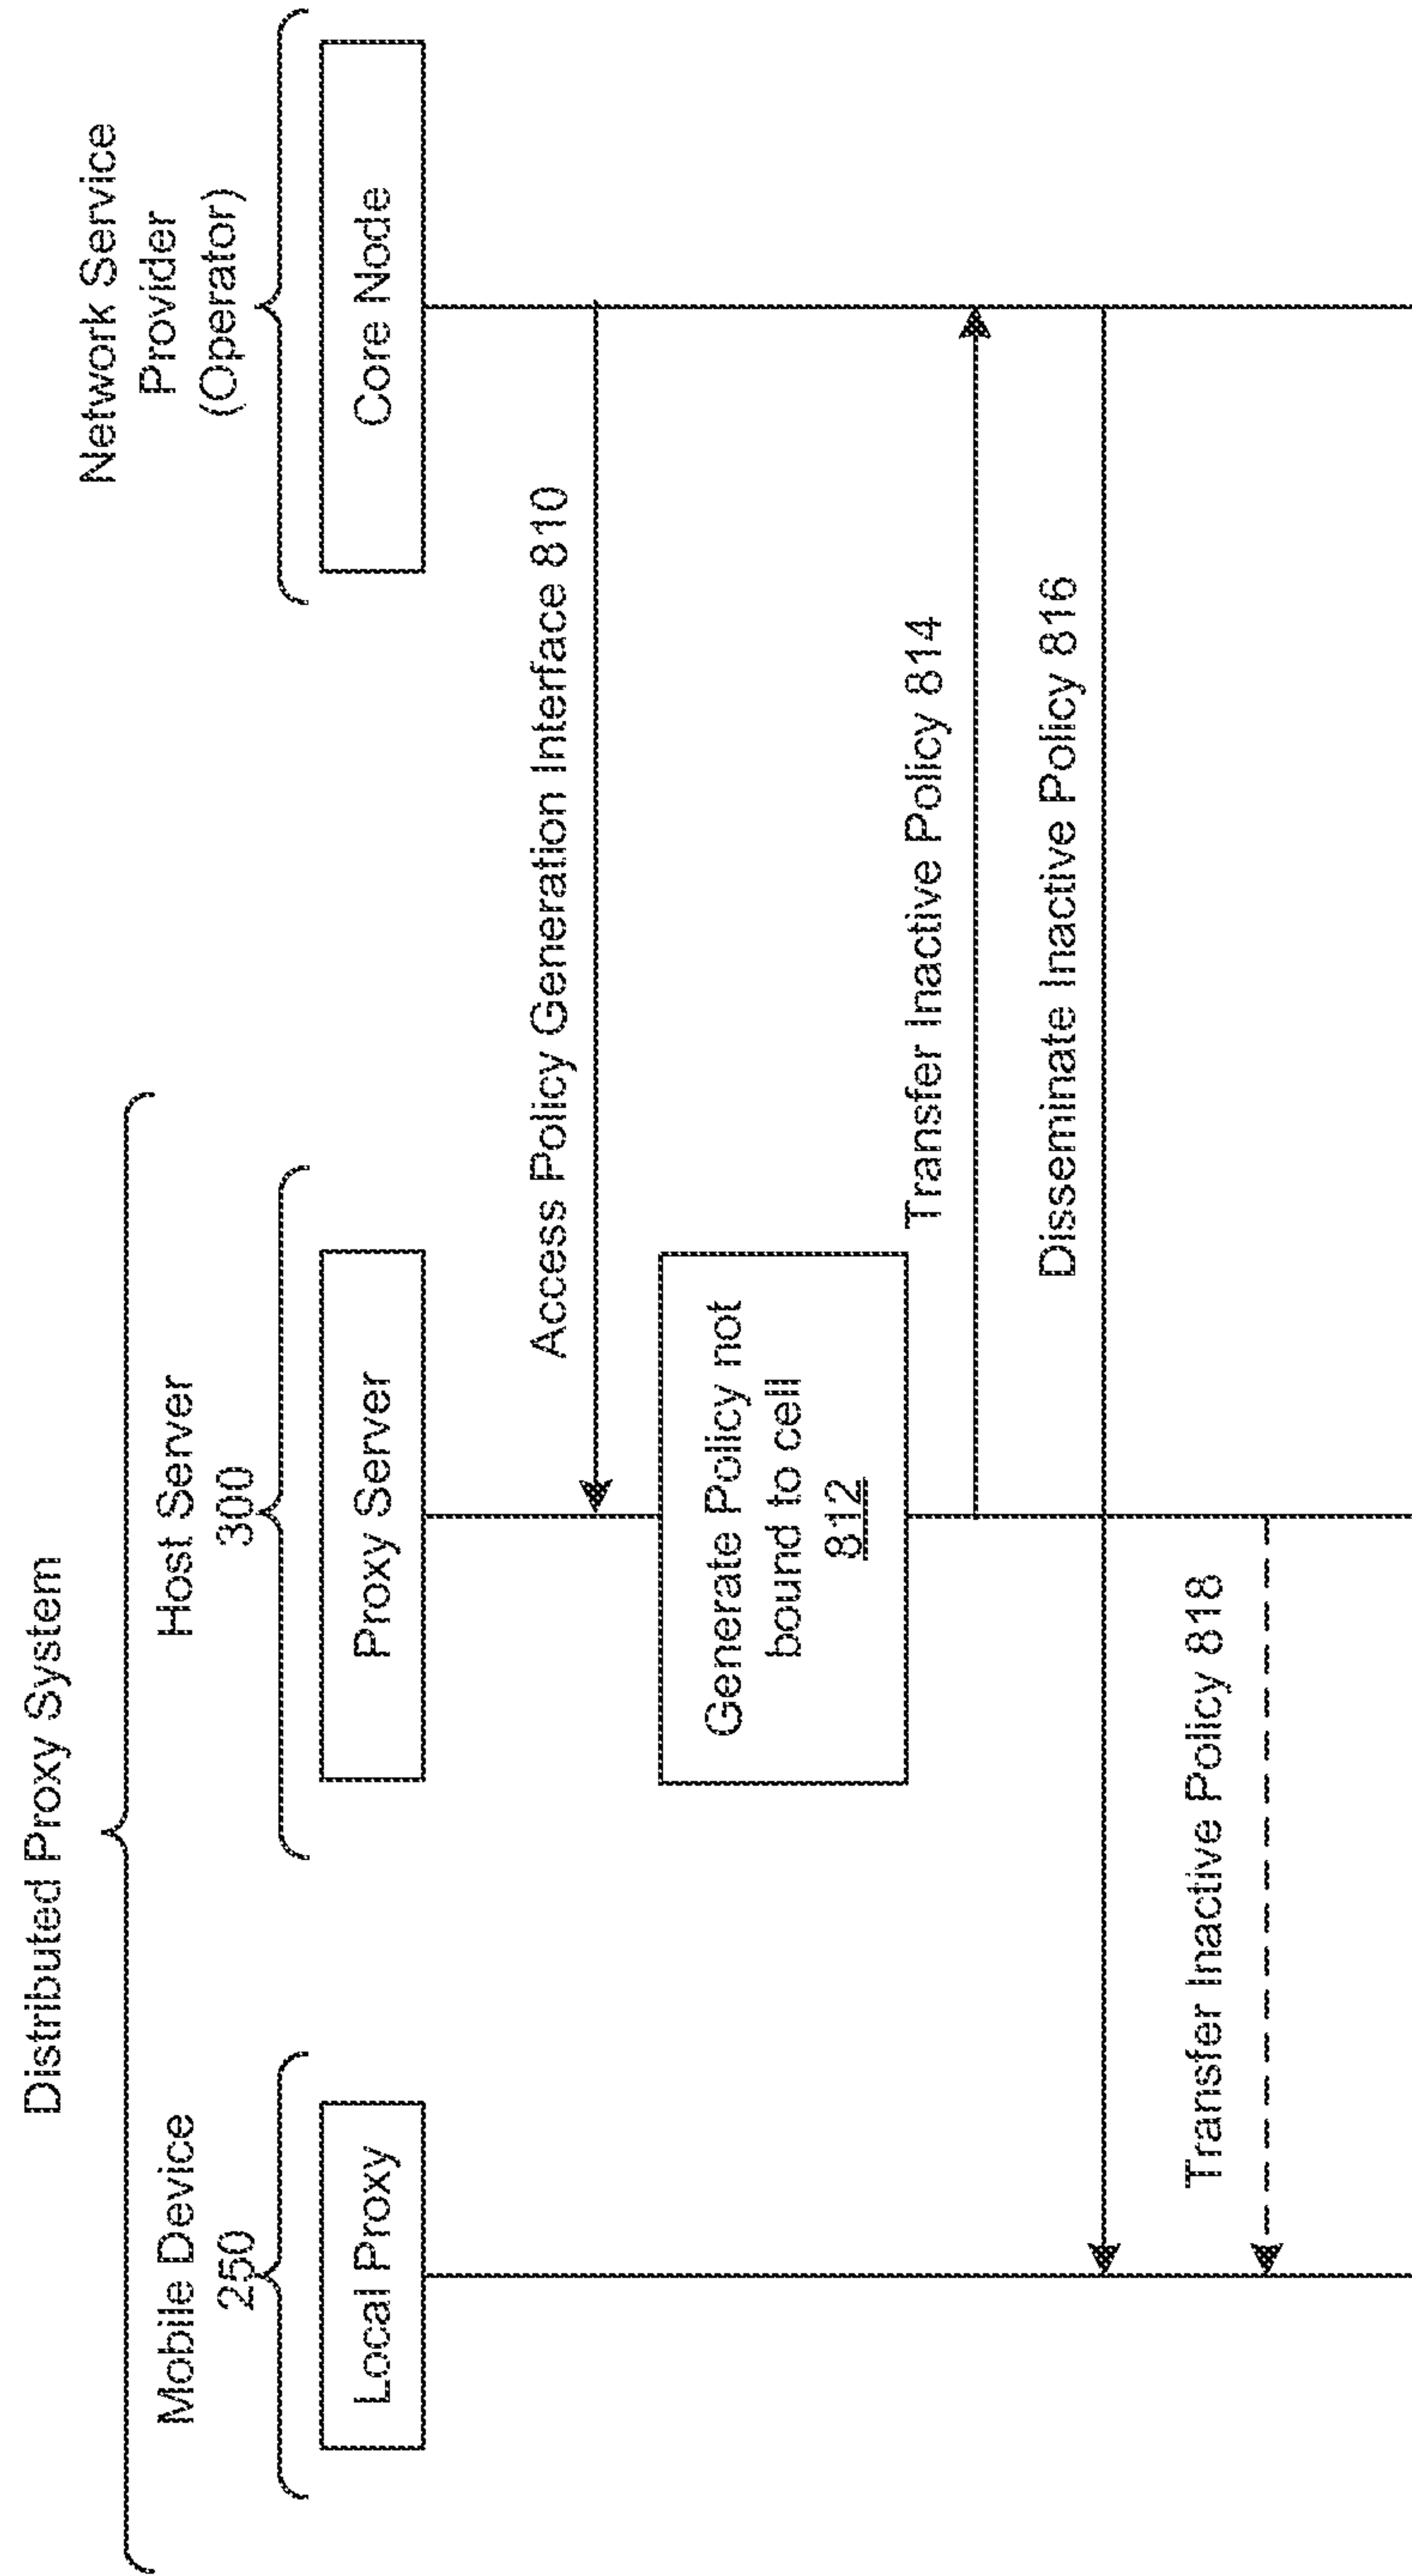 Distributed Proxy System
Mobile Device
250
Local Proxy
Host Server
300
Proxy Server
Network Service
Provider
(Operator)
Core Node
Access Policy Generation Interface 810
Generate Policy not
bound to cell
812
Transfer Inactive Policy 814
Disseminate Inactive Policy 816
Transfer Inactive Policy 818